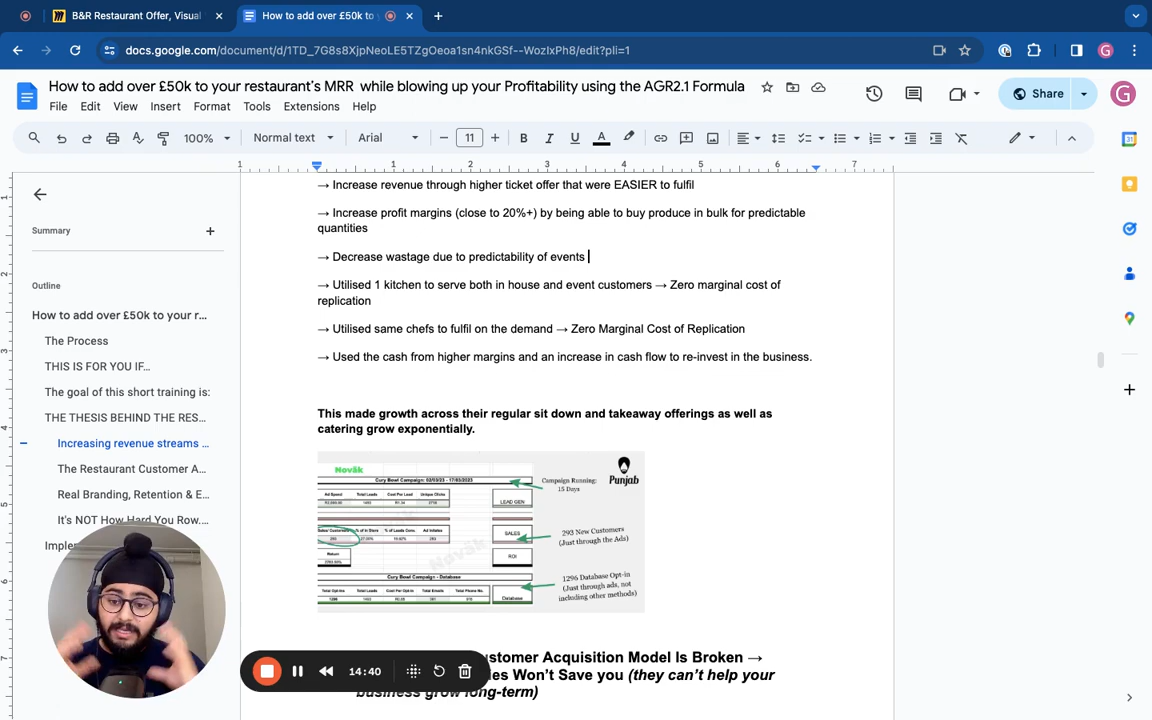 B&R Restaurant Offer, Visual
How to add over £50k to
docs.google.com/document/d/1TD_7G8s8XjpNeoLE5TZgOeoa1sn4nkGSf--WozIxPh8/edit?pli=1
G
How to add over £50k to your restaurant's MRR while blowing up your Profitability using the AGR2.1 Formula
File Edit View Insert Format Tools Extensions Help
Share
G
100% Normal text Arial 11 B I U A
1 1 2 3 4 5 6 7
Summary
Outline
How to add over £50k to your r...
The Process
THIS IS FOR YOU IF...
The goal of this short training is:
THE THESIS BEHIND THE RES...
Increasing revenue streams ...
The Restaurant Customer A...
Real Branding, Retention & E...
It's NOT How Hard You Row....
→ Increase revenue through higher ticket offer that were EASIER to fulfil
→ Increase profit margins (close to 20%+) by being able to buy produce in bulk for predictable
quantities
→ Decrease wastage due to predictability of events
→ Utilised 1 kitchen to serve both in house and event customers → Zero marginal cost of
replication
→ Utilised same chefs to fulfil on the demand → Zero Marginal Cost of Replication
→ Used the cash from higher margins and an increase in cash flow to re-invest in the business.
This made growth across their regular sit down and takeaway offerings as well as
catering grow exponentially.
Noväk
Cury Bowl Campaign: 02/03/23 - 17/03/2023
Ad Spend Total Leads Cost Per Lead Unique Clicks
LEAD GEN
Campaign Running:
15 Days
Punjab
SALES
293 New Customers
(Just through the Ads)
Return
ROI
Cury Bowl Campaign - Database
Total Opt-ins Total Leads Cost Per Opt-in Total Emails Total Phone No.
Database
1296 Database Opt-in
(Just through ads, not
including other methods)
14:40
ustomer Acquisition Model Is Broken →
les Won't Save you (they can't help your
business grow long-term)